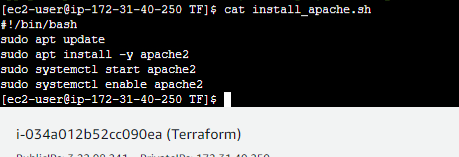 [ec2-user@ip-172-31-40-250 TF]$ cat install_apache.sh
#!/bin/bash
sudo apt update
sudo apt install -y apache2
sudo systemctl start apache2
sudo systemctl enable apache2
[ec2-user@ip-172-31-40-250 TF]$
i-034a012b52cc090ea (Terraform)